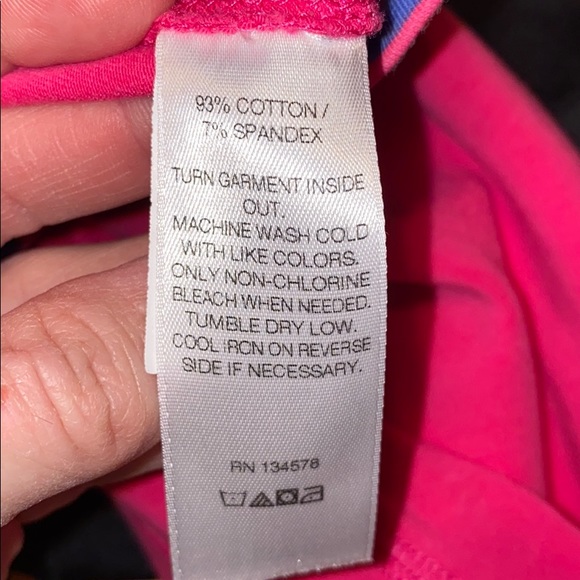 93% COTTON /
7% SPANDEX
TURN GARMENT INSIDE
OUT.
MACHINE WASH COLD
WITH LIKE COLORS.
ONLY NON-CHLORINE
BLEACH WHEN NEEDED.
TUMBLE DRY LOW.
COOL IRON ON REVERSE
SIDE IF NECESSARY.
RN 134578